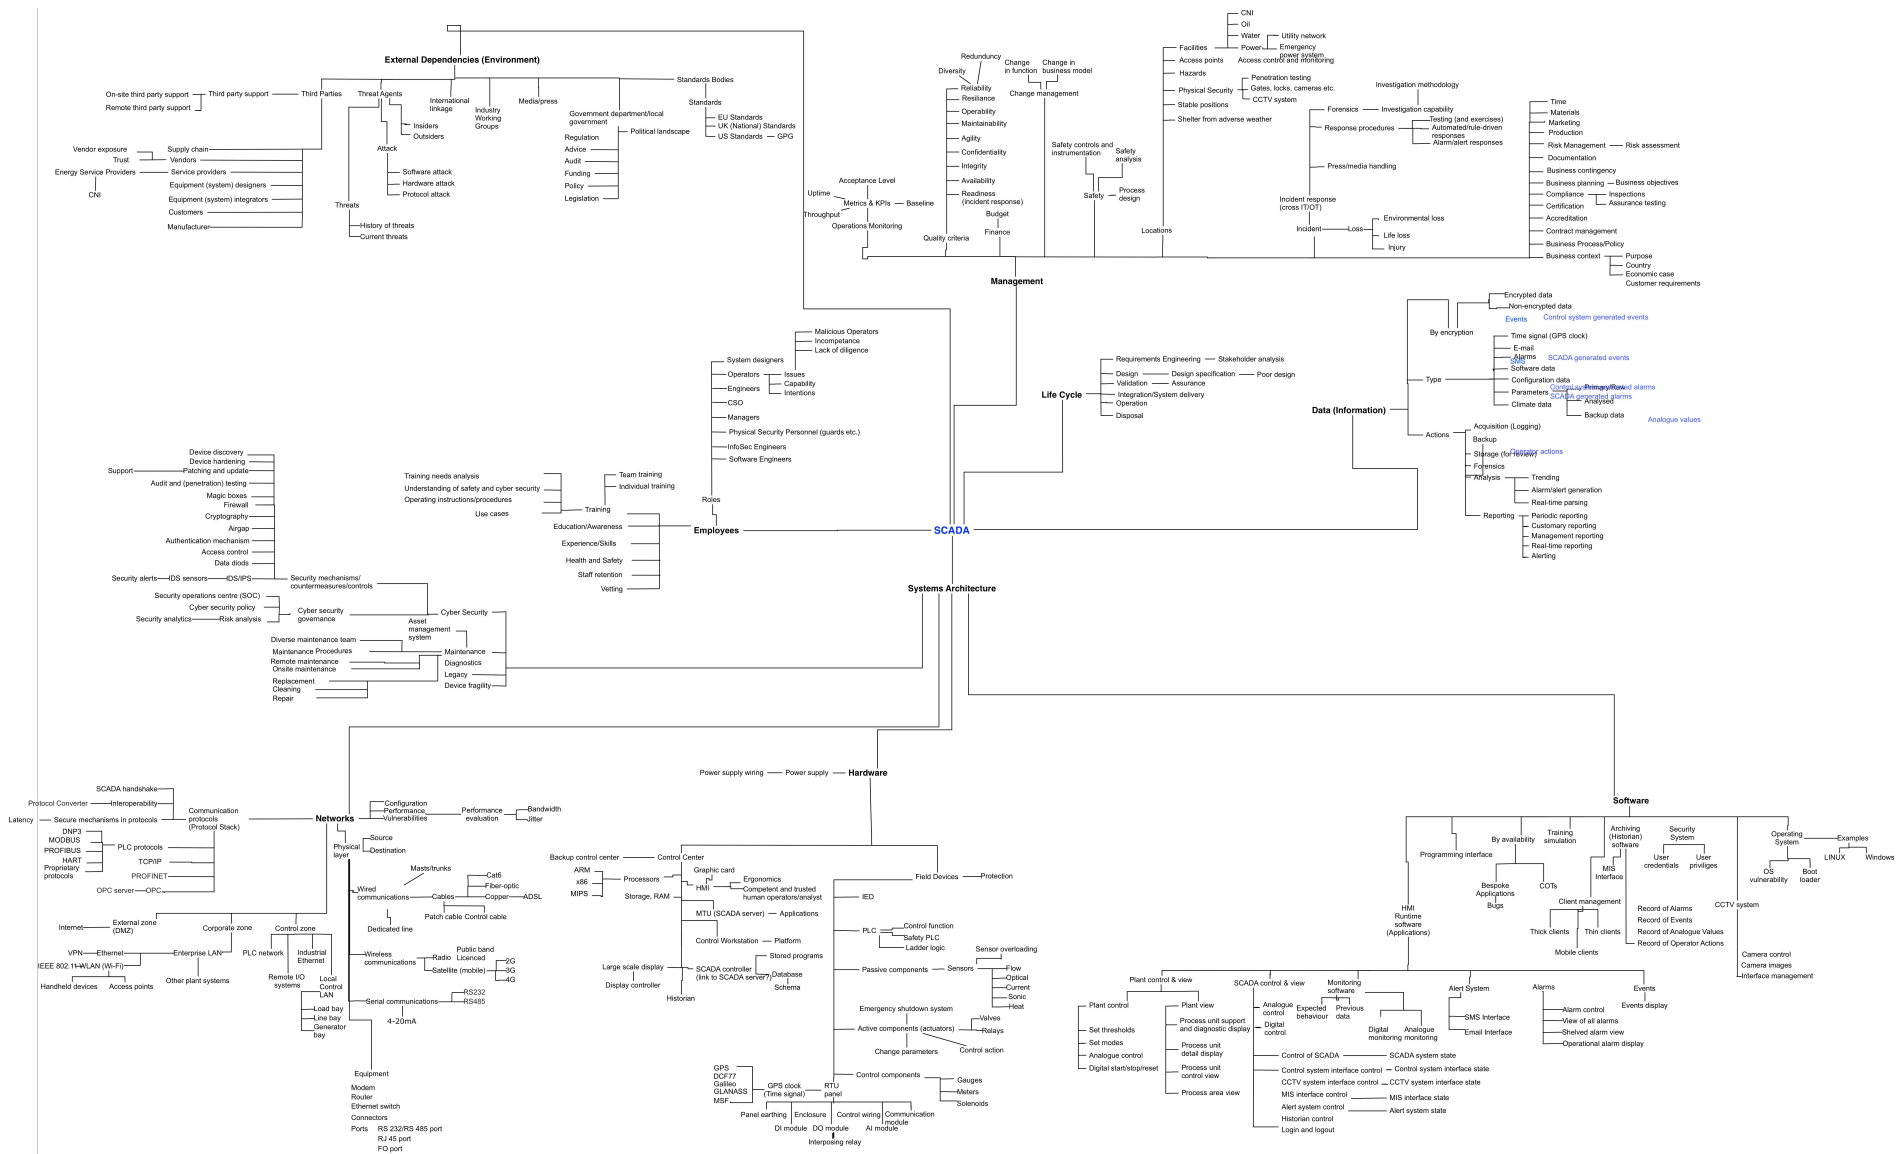 External Dependencies (Environment)
On-site third party support
Third party support
Third Parties
Remote third party support
Threat Agents
International
linkage
Industry
Working
Groups
Media/press
Standards Bodies
Standards
EU Standards
UK (National) Standards
US Standards
GPG
Government department/local
government
Political landscape
Regulation
Advice
Audit
Funding
Policy
Legislation
Insiders
Outsiders
Attack
Software attack
Hardware attack
Protocol attack
Threats
History of threats
Current threats
Supply chain
Vendor exposure
Trust
Vendors
Energy Service Providers
Service providers
CNI
Equipment (system) designers
Equipment (system) integrators
Customers
Manufacturer
Management
Acceptance Level
Uptime
Metrics & KPIs
Baseline
Throughput
Operations Monitoring
Redunduncy
Diversity
Reliability
Resiliance
Operability
Maintainability
Agility
Confidentiality
Integrity
Availability
Readiness
(incident response)
Quality criteria
Budget
Finance
Change
in function
Change in
business model
Change management
Safety controls and
instrumentation
Safety
analysis
Safety
Process
design
CNI
Oil
Water
Power
Utility network
Emergency
power system
Facilities
Access points
Access control and monitoring
Hazards
Physical Security
Penetration testing
Gates, locks, cameras etc.
CCTV system
Stable positions
Shelter from adverse weather
Locations
Investigation methodology
Forensics
Investigation capability
Response procedures
Testing (and exercises)
Automated/rule-driven
responses
Alarm/alert responses
Press/media handling
Incident response
(cross IT/OT)
Incident
Loss
Environmental loss
Life loss
Injury
Time
Materials
Marketing
Production
Risk Management
Risk assessment
Documentation
Business contigency
Business planning
Business objectives
Compliance
Inspections
Assurance testing
Certification
Accreditation
Contract management
Business Process/Policy
Business context
Purpose
Country
Economic case
Customer requirements
Malicious Operators
Incompetance
Lack of diligence
System designers
Operators
Issues
Capability
Intentions
Engineers
CSO
Managers
Physical Security Personnel (guards etc.)
InfoSec Engineers
Software Engineers
Roles
Employees
Team training
Individual training
Training needs analysis
Understanding of safety and cyber security
Operating instructions/procedures
Use cases
Training
Education/Awareness
Experience/Skills
Health and Safety
Staff retention
Vetting
Life Cycle
Requirements Engineering
Stakeholder analysis
Design
Design specification
Poor design
Validation
Assurance
Integration/System delivery
Operation
Disposal
Data (Information)
By encryption
Encrypted data
Non-encrypted data
Events
Control system generated events
Type
Time signal (GPS clock)
E-mail
Alarms
SMS
SCADA generated events
Software data
Configuration data
Control system generated alarms
Primary/Raw
Parameters
SCADA generated alarms
Analysed
Climate data
Backup data
Analogue values
Actions
Acquisition (Logging)
Backup
Storage (for review)
Operator actions
Forensics
Analysis
Trending
Alarm/alert generation
Real-time parsing
Reporting
Periodic reporting
Customary reporting
Management reporting
Real-time reporting
Alerting
SCADA
Systems Architecture
Device discovery
Device hardening
Support
Patching and update
Audit and (penetration) testing
Magic boxes
Firewall
Cryptography
Airgap
Authentication mechanism
Access control
Data diods
Security alerts
IDS sensors
IDS/IPS
Security mechanisms/
countermeasures/controls
Security operations centre (SOC)
Cyber security policy
Security analytics
Risk analysis
Cyber security
governance
Cyber Security
Asset
management
system
Diverse maintenance team
Maintenance Procedures
Maintenance
Remote maintenance
Onsite maintenance
Diagnostics
Legacy
Device fragility
Replacement
Cleaning
Repair
Networks
SCADA handshake
Protocol Converter
Interoperability
Latency
Secure mechanisms in protocols
Communication
protocols
(Protocol Stack)
DNP3
MODBUS
PROFIBUS
HART
Proprietary
protocols
PLC protocols
TCP/IP
PROFINET
OPC server
OPC
Configuration
Performance
Vulnerabilities
Performance
evaluation
Bandwidth
Jitter
Physical
layer
Source
Destination
Masts/trunks
Wired
communications
Cables
Cat6
Fiber-optic
Copper
ADSL
Patch cable
Control cable
Dedicated line
Wireless
communications
Radio
Public band
Licenced
Satellite (mobile)
2G
3G
4G
Serial communications
RS232
RS485
4-20mA
Internet
External zone
(DMZ)
Corporate zone
Control zone
VPN
Ethernet
Enterprise LAN
IEEE 802.11
WLAN (Wi-Fi)
Handheld devices
Access points
Other plant systems
PLC network
Industrial
Ethernet
Remote I/O
systems
Local
Control
LAN
Load bay
Line bay
Generator
bay
Equipment
Modem
Router
Ethernet switch
Connectors
Ports
RS 232/RS 485 port
RJ 45 port
FO port
Hardware
Power supply wiring
Power supply
Backup control center
Control Center
ARM
x86
MIPS
Processors
Graphic card
HMI
Ergonomics
Competent and trusted
human operators/analyst
Storage, RAM
MTU (SCADA server)
Applications
Control Workstation
Platform
Large scale display
Display controller
SCADA controller
(link to SCADA server?)
Stored programs
Database
Schema
Historian
Field Devices
Protection
IED
PLC
Control function
Safety PLC
Ladder logic
Passive components
Sensors
Sensor overloading
Flow
Optical
Current
Sonic
Heat
Emergency shutdown system
Active components (actuators)
Valves
Relays
Change parameters
Control action
Control components
Gauges
Meters
Solenoids
GPS
DCF77
Galileo
GLANASS
MSF
GPS clock
(Time signal)
RTU
panel
Panel earthing
Enclosure
Control wiring
Communication
module
DI module
DO module
AI module
Interposing relay
Software
Programming interface
By availability
Bespoke
Applications
Bugs
COTs
Training
simulation
Archiving
(Historian)
software
MIS
Interface
Security
System
User
credentials
User
priviliges
Operating
System
Examples
LINUX
Windows
OS
vulnerability
Boot
loader
Client management
Thick clients
Thin clients
Mobile clients
Record of Alarms
Record of Events
Record of Analogue Values
Record of Operator Actions
CCTV system
Camera control
Camera images
Interface management
HMI
Runtime
software
(Applications)
Plant control & view
Plant control
Set thresholds
Set modes
Analogue control
Digital start/stop/reset
Plant view
Process unit support
and diagnostic display
Process unit
detail display
Process unit
control view
Process area view
SCADA control & view
Analogue
control
Digital
control
Control of SCADA
SCADA system state
Control system interface control
Control system interface state
CCTV system interface control
CCTV system interface state
MIS interface control
MIS interface state
Alert system control
Alert system state
Historian control
Login and logout
Monitoring
software
Expected
behaviour
Previous
data
Digital
monitoring
Analogue
monitoring
Alert System
SMS Interface
Email Interface
Alarms
Alarm control
View of all alarms
Shelved alarm view
Operational alarm display
Events
Events display